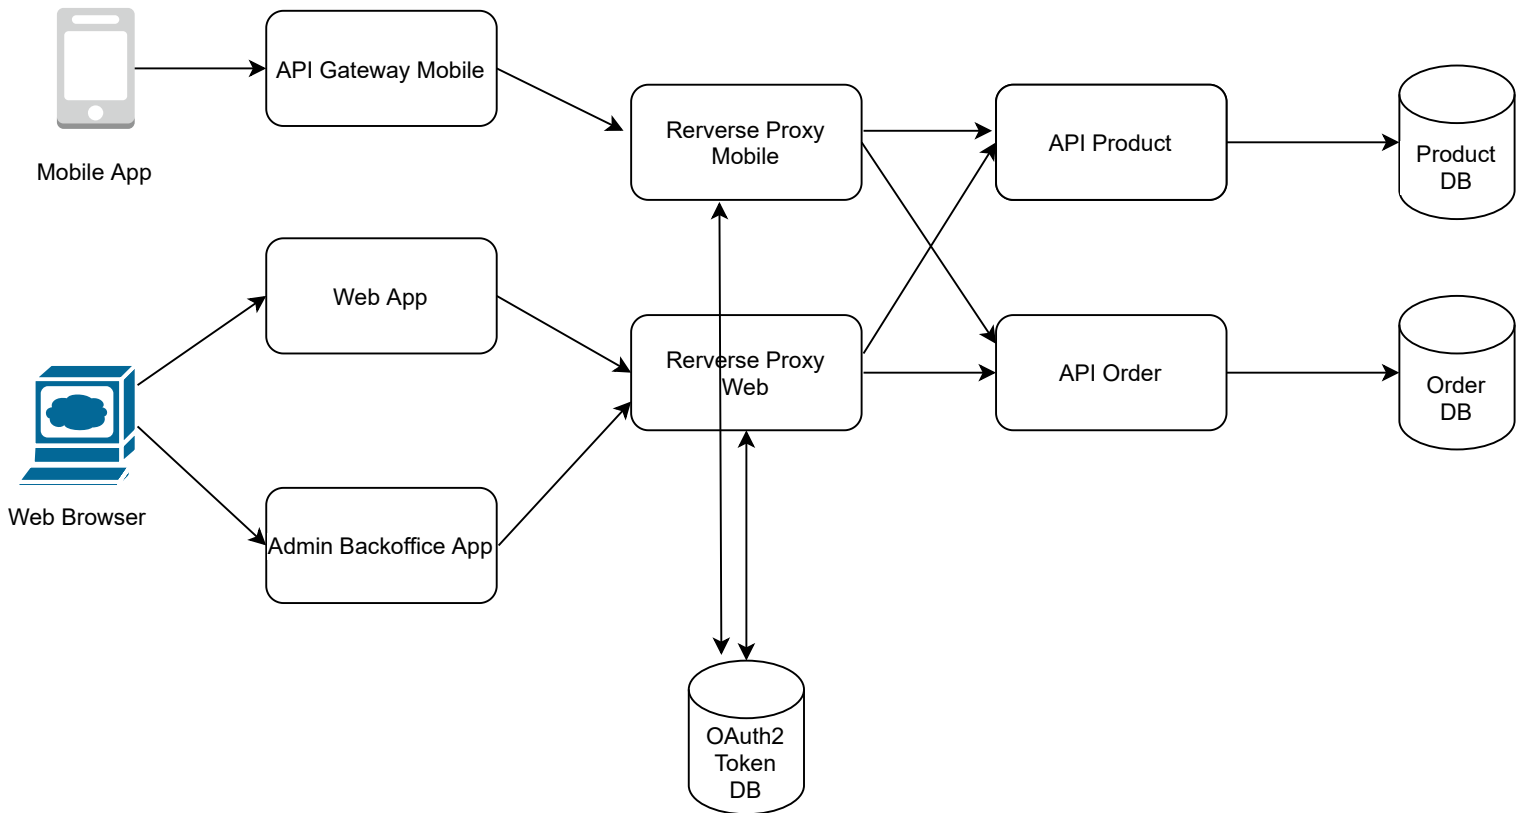 API Gateway Mobile
Mobile App
Rerverse Proxy
Mobile
API Product
Product
DB
Web App
Rerverse Proxy
Web
API Order
Order
DB
Web Browser
Admin Backoffice App
OAuth2
Token
DB